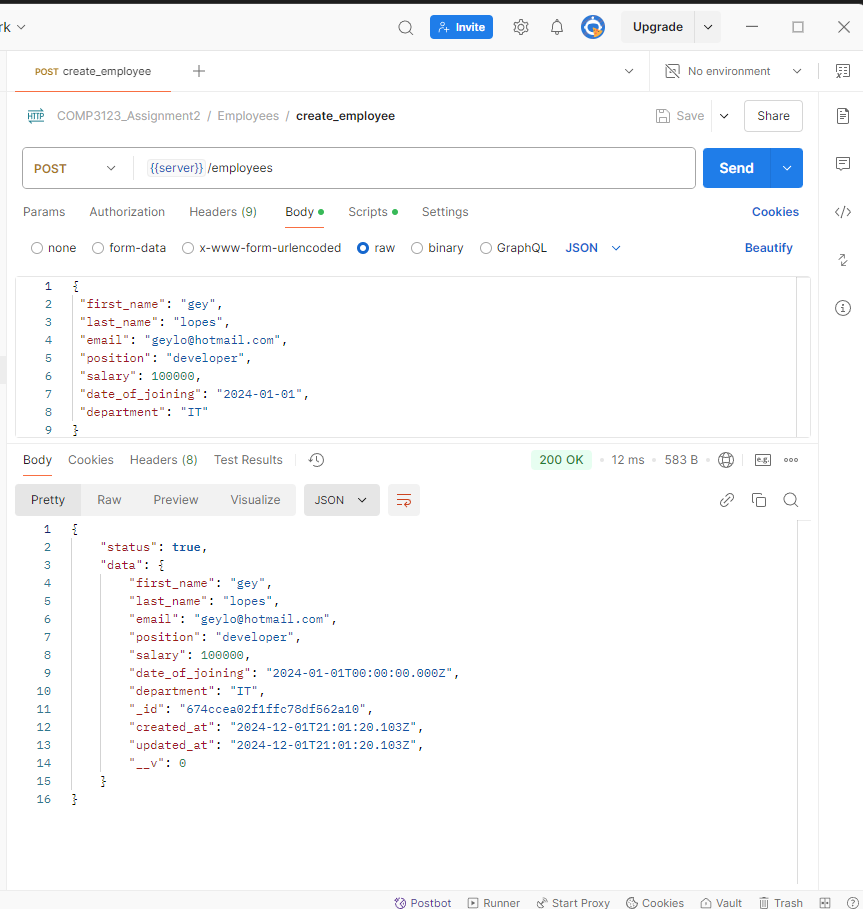 rk Invite Upgrade
POST create_employee No environment
HTTP COMP3123_Assignment2 / Employees / create_employee Save Share
POST {{server}} /employees Send
Params Authorization Headers (9) Body Scripts Settings Cookies
none form-data x-www-form-urlencoded raw binary GraphQL JSON Beautify
1 {
2 "first_name": "gey",
3 "last_name": "lopes",
4 "email": "geylo@hotmail.com",
5 "position": "developer",
6 "salary": 100000,
7 "date_of_joining": "2024-01-01",
8 "department": "IT"
9 }
Body Cookies Headers (8) Test Results 200 OK • 12 ms • 583 B • e.g.
Pretty Raw Preview Visualize JSON
1 {
2 "status": true,
3 "data": {
4 "first_name": "gey",
5 "last_name": "lopes",
6 "email": "geylo@hotmail.com",
7 "position": "developer",
8 "salary": 100000,
9 "date_of_joining": "2024-01-01T00:00:00.000Z",
10 "department": "IT",
11 "_id": "674ccea02f1ffc78df562a10",
12 "created_at": "2024-12-01T21:01:20.103Z",
13 "updated_at": "2024-12-01T21:01:20.103Z",
14 "__v": 0
15 }
16 }
Postbot Runner Start Proxy Cookies Vault Trash